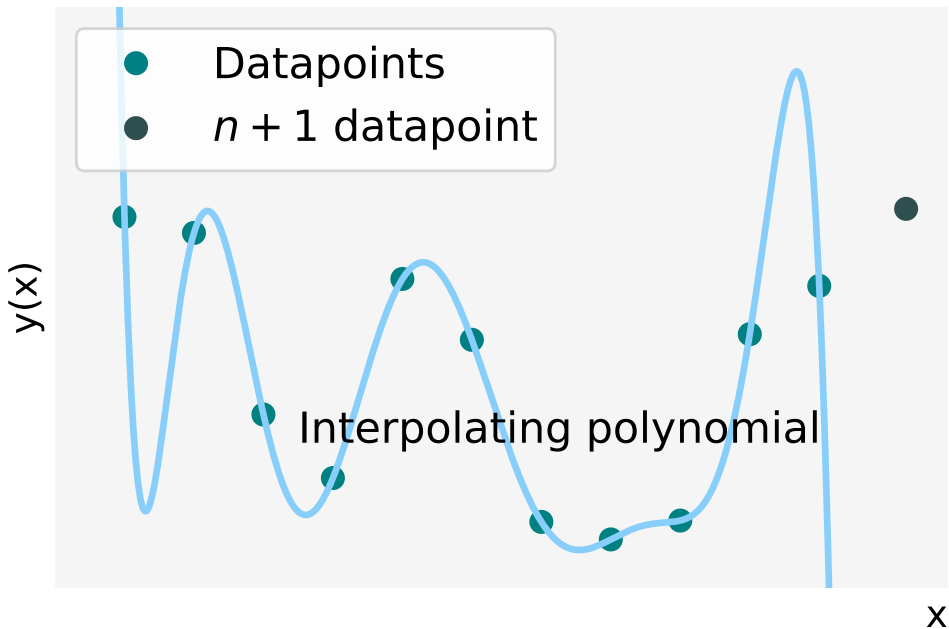 Datapoints
n + 1 datapoint
y(x)
Interpolating polynomial
x